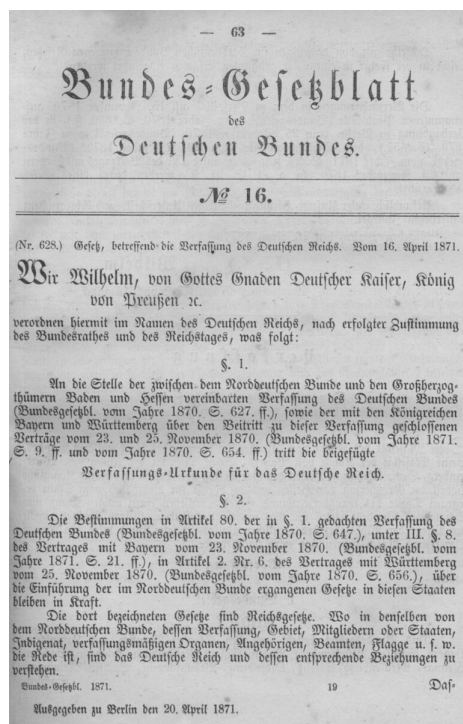 — 63 —
Bundes-Gesetzblatt
des
Deutschen Bundes.
№ 16.
(Nr. 628.) Gesetz, betreffend die Verfassung des Deutschen Reichs. Vom 16. April 1871.
Wir Wilhelm, von Gottes Gnaden Deutscher Kaiser, König
von Preußen ꝛc.
verordnen hiermit im Namen des Deutschen Reichs, nach erfolgter Zustimmung
des Bundesrathes und des Reichstages, was folgt:
§. 1.
An die Stelle der zwischen dem Norddeutschen Bunde und den Großherzog-
thümern Baden und Hessen vereinbarten Verfassung des Deutschen Bundes
(Bundesgesetzbl. vom Jahre 1870. S. 627. ff.), sowie der mit den Königreichen
Bayern und Württemberg über den Beitritt zu dieser Verfassung geschlossenen
Verträge vom 23. und 25. November 1870. (Bundesgesetzbl. vom Jahre 1871.
S. 9. ff. und vom Jahre 1870. S. 654. ff.) tritt die beigefügte
Verfassungs-Urkunde für das Deutsche Reich.
§. 2.
Die Bestimmungen in Artikel 80. der in §. 1. gedachten Verfassung des
Deutschen Bundes (Bundesgesetzbl. vom Jahre 1870. S. 647.), unter III. §. 8.
des Vertrages mit Bayern vom 23. November 1870. (Bundesgesetzbl. vom
Jahre 1871. S. 21. ff.), in Artikel 2. Nr. 6. des Vertrages mit Württemberg
vom 25. November 1870. (Bundesgesetzbl. vom Jahre 1870. S. 656.), über
die Einführung der im Norddeutschen Bunde ergangenen Gesetze in diesen Staaten
bleiben in Kraft.
Die dort bezeichneten Gesetze sind Reichsgesetze. Wo in denselben von
dem Norddeutschen Bunde, dessen Verfassung, Gebiet, Mitgliedern oder Staaten,
Indigenat, verfassungsmäßigen Organen, Angehörigen, Beamten, Flagge u. s. w.
die Rede ist, sind das Deutsche Reich und dessen entsprechende Beziehungen zu
verstehen.
Bundes-Gesetzbl. 1871. 19 Das-
Ausgegeben zu Berlin den 20. April 1871.